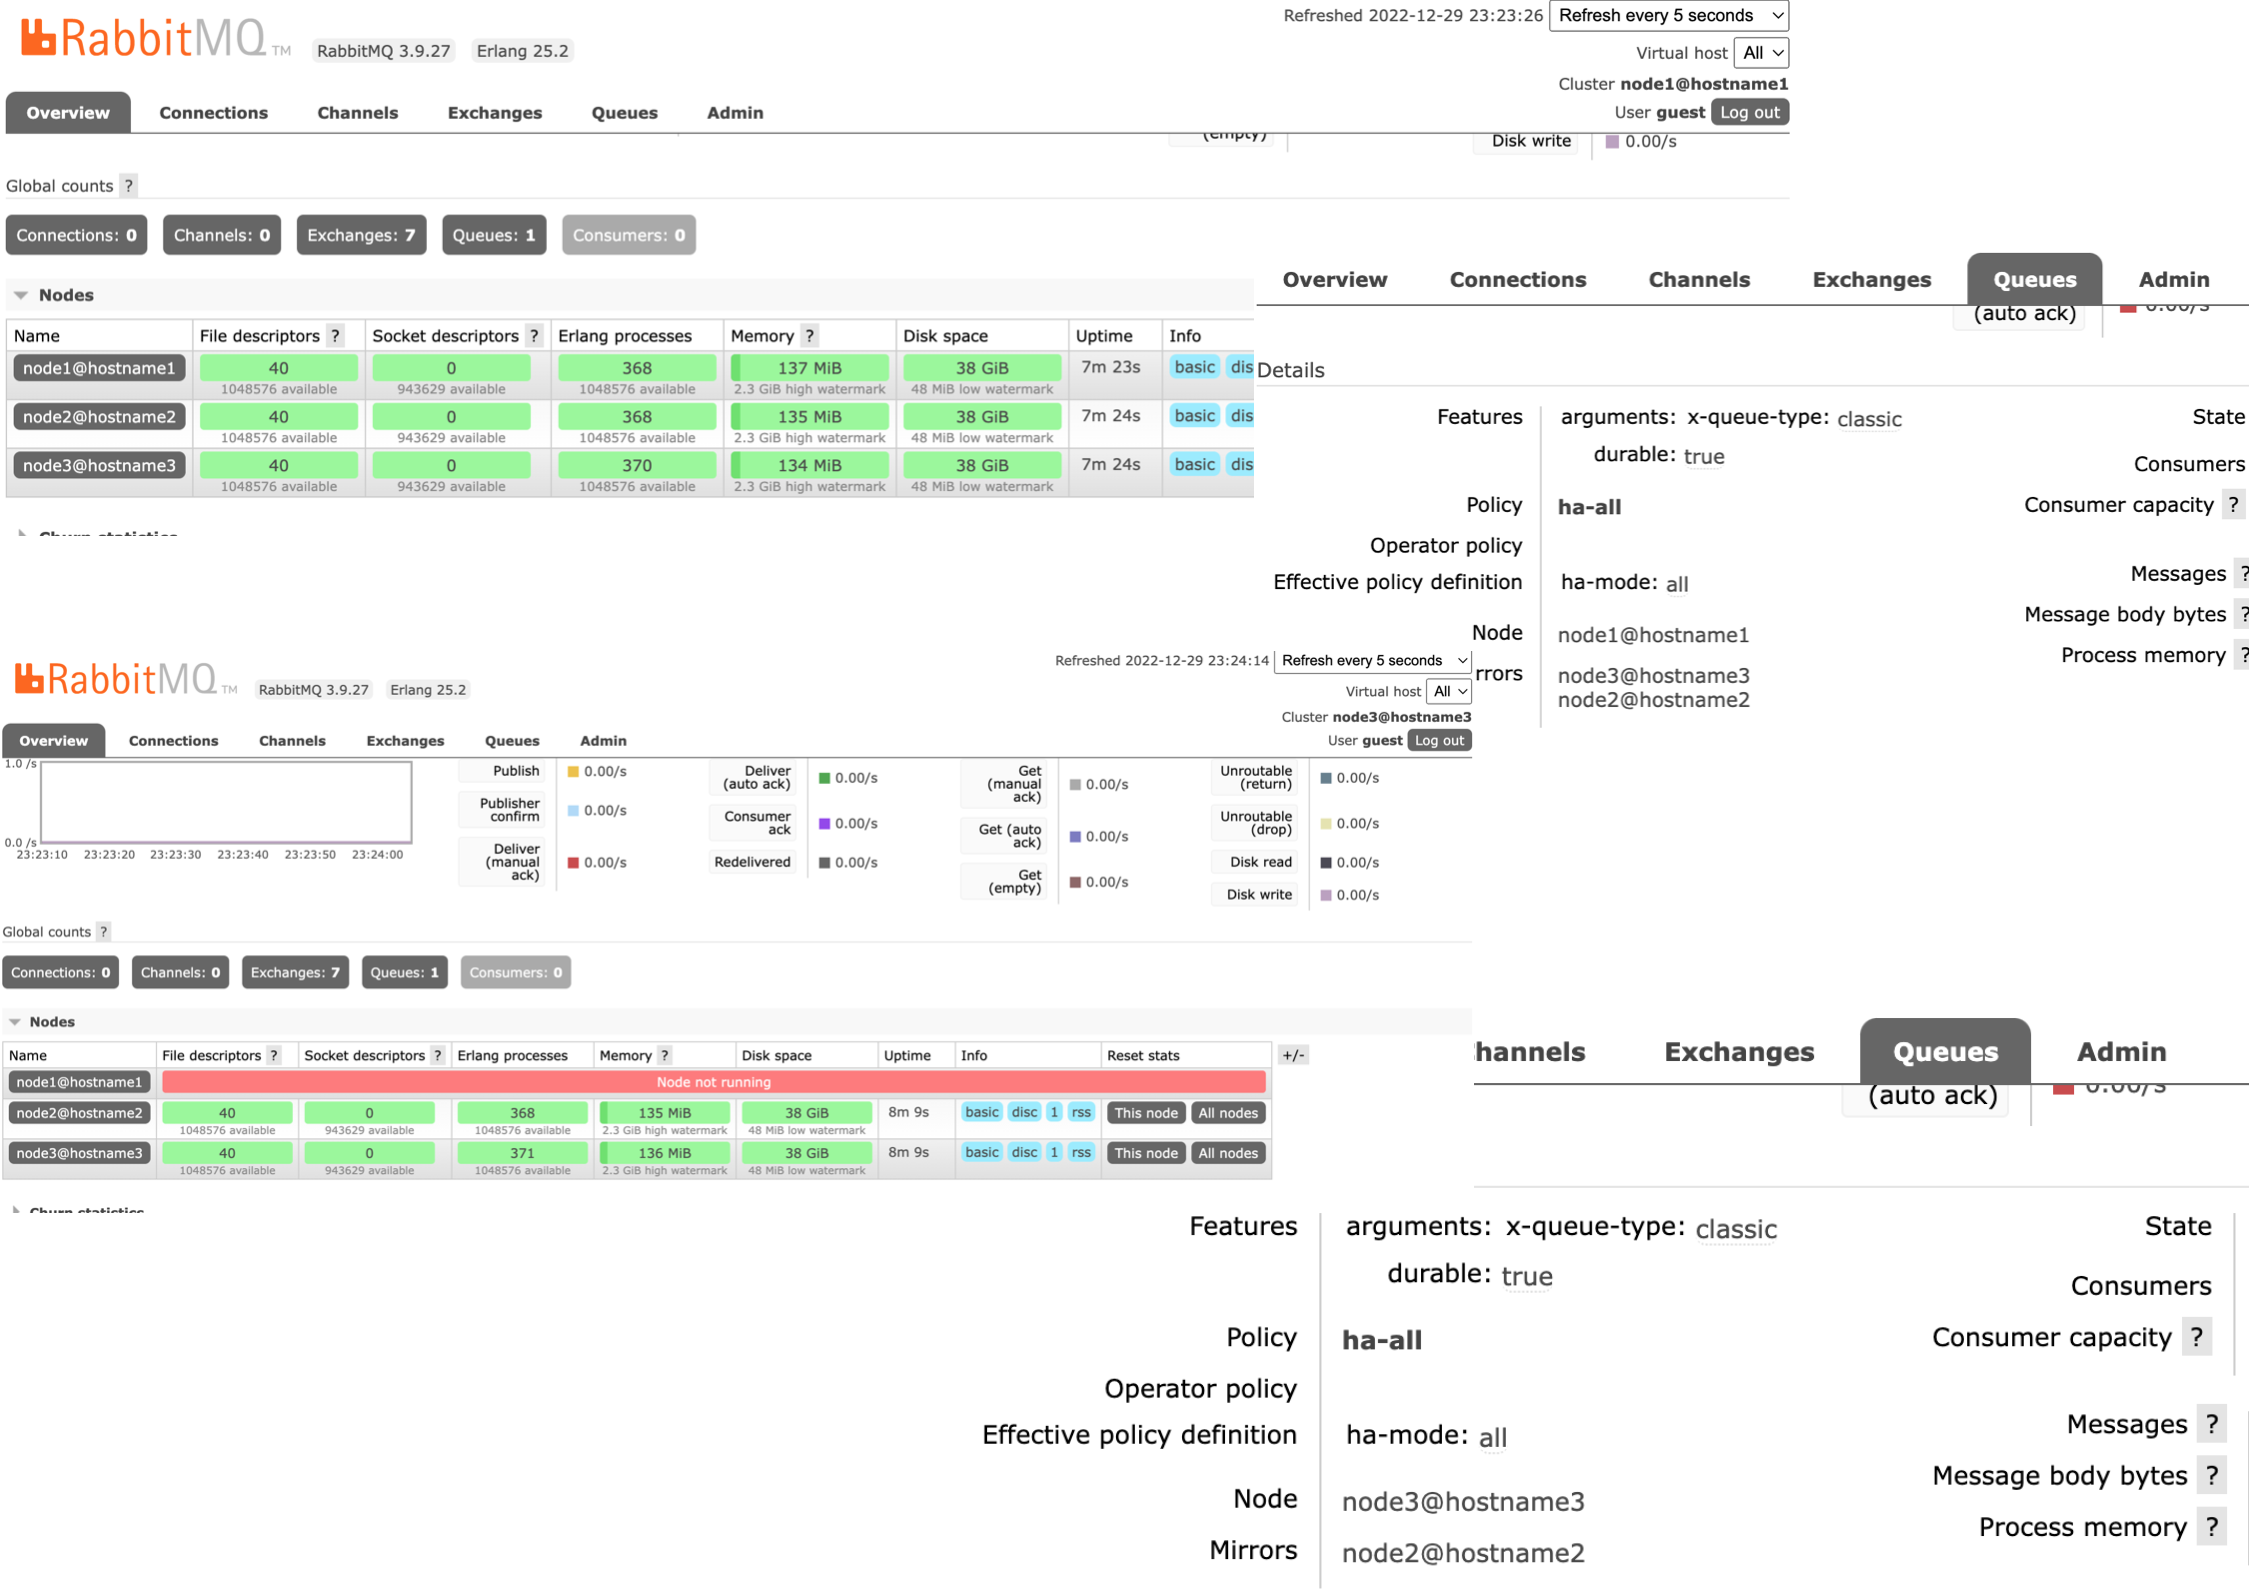 RabbitMQ TM RabbitMQ 3.9.27 Erlang 25.2
Refreshed 2022-12-29 23:23:26 Refresh every 5 seconds
Virtual host All
Cluster node1@hostname1
User guest Log out
Overview Connections Channels Exchanges Queues Admin
(empty) Disk write 0.00/s
Global counts ?
Connections: 0 Channels: 0 Exchanges: 7 Queues: 1 Consumers: 0
Nodes
Name File descriptors ? Socket descriptors ? Erlang processes Memory ? Disk space Uptime Info
node1@hostname1 40 0 368 137 MiB 38 GiB 7m 23s basic dis
1048576 available 943629 available 1048576 available 2.3 GiB high watermark 48 MiB low watermark
node2@hostname2 40 0 368 135 MiB 38 GiB 7m 24s basic dis
1048576 available 943629 available 1048576 available 2.3 GiB high watermark 48 MiB low watermark
node3@hostname3 40 0 370 134 MiB 38 GiB 7m 24s basic dis
1048576 available 943629 available 1048576 available 2.3 GiB high watermark 48 MiB low watermark
Churn statistics
Overview Connections Channels Exchanges Queues Admin
(auto ack) 0.00/s
Details
Features arguments: x-queue-type: classic State
durable: true Consumers
Policy ha-all Consumer capacity ?
Operator policy
Effective policy definition ha-mode: all Messages ?
Message body bytes ?
Node node1@hostname1
Process memory ?
rrors node3@hostname3
node2@hostname2
RabbitMQ TM RabbitMQ 3.9.27 Erlang 25.2
Refreshed 2022-12-29 23:24:14 Refresh every 5 seconds
Virtual host All
Cluster node3@hostname3
User guest Log out
Overview Connections Channels Exchanges Queues Admin
1.0 /s
0.0 /s
23:23:10 23:23:20 23:23:30 23:23:40 23:23:50 23:24:00
Publish 0.00/s
Publisher
confirm 0.00/s
Deliver
(manual
ack) 0.00/s
Deliver
(auto ack) 0.00/s
Consumer
ack 0.00/s
Redelivered 0.00/s
Get
(manual
ack) 0.00/s
Get (auto
ack) 0.00/s
Get
(empty) 0.00/s
Unroutable
(return) 0.00/s
Unroutable
(drop) 0.00/s
Disk read 0.00/s
Disk write 0.00/s
Global counts ?
Connections: 0 Channels: 0 Exchanges: 7 Queues: 1 Consumers: 0
Nodes
Name File descriptors ? Socket descriptors ? Erlang processes Memory ? Disk space Uptime Info Reset stats +/-
node1@hostname1 Node not running
node2@hostname2 40 0 368 135 MiB 38 GiB 8m 9s basic disc 1 rss This node All nodes
1048576 available 943629 available 1048576 available 2.3 GiB high watermark 48 MiB low watermark
node3@hostname3 40 0 371 136 MiB 38 GiB 8m 9s basic disc 1 rss This node All nodes
1048576 available 943629 available 1048576 available 2.3 GiB high watermark 48 MiB low watermark
Churn statistics
hannels Exchanges Queues Admin
(auto ack) 0.00/s
Features arguments: x-queue-type: classic State
durable: true Consumers
Policy ha-all Consumer capacity ?
Operator policy
Effective policy definition ha-mode: all Messages ?
Message body bytes ?
Node node3@hostname3
Process memory ?
Mirrors node2@hostname2